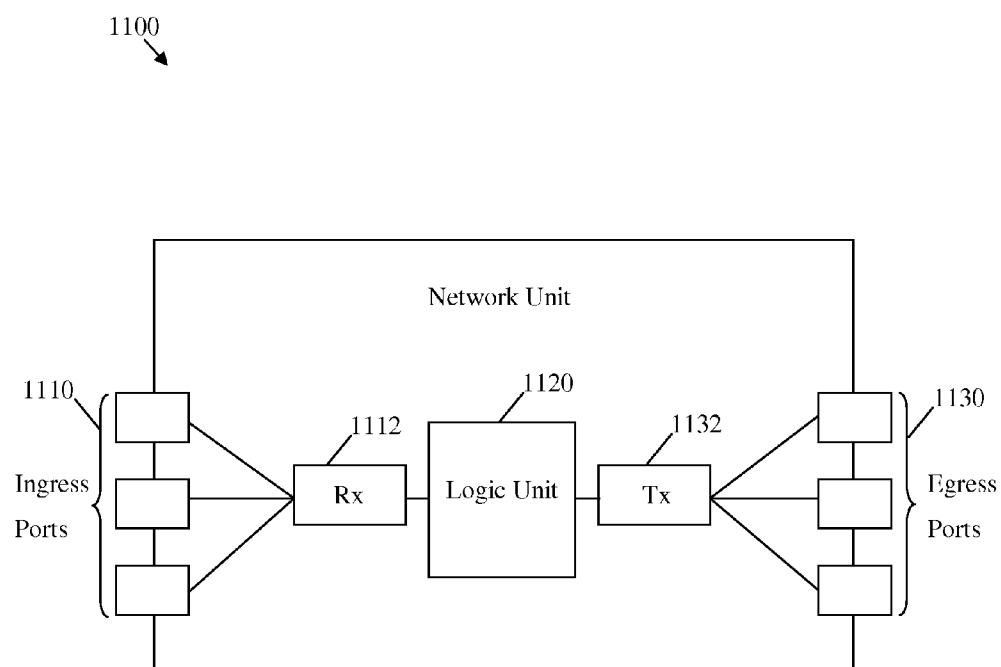 1100
Network Unit
1110
1120
1130
1112
1132
Ingress
Ports
Rx
Logic Unit
Tx
Egress
Ports